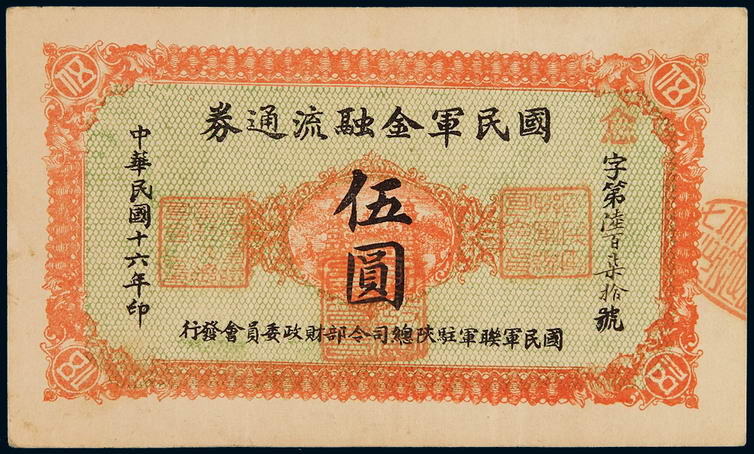 國民軍金融流通券
字第陸百柒拾號
伍圓
中華民國十六年印
國民軍聯軍駐陝總司令部財政委員會發行